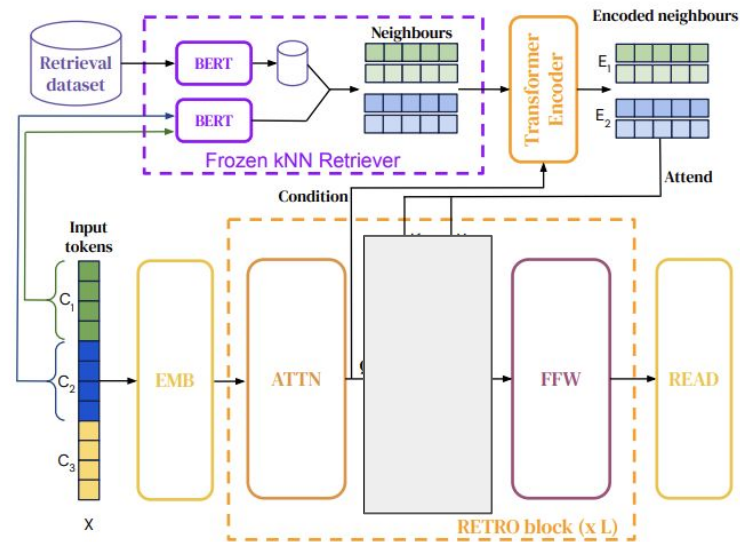 Retrieval
dataset
BERT
BERT
Frozen kNN Retriever
Neighbours
Transformer
Encoder
Encoded neighbours
E1
E2
Condition
Attend
Input
tokens
C1
C2
C3
X
EMB
ATTN
FFW
READ
RETRO block (x L)